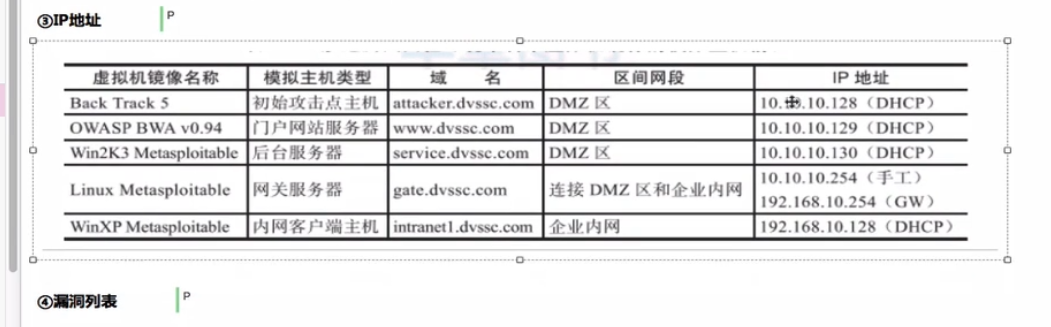 ③IP地址
P
虚拟机镜像名称 模拟主机类型 域 名 区间网段 IP 地址
Back Track 5 初始攻击点主机 attacker.dvssc.com DMZ 区 10. .10.128（DHCP）
OWASP BWA v0.94 门户网站服务器 www.dvssc.com DMZ 区 10.10.10.129（DHCP）
Win2K3 Metasploitable 后台服务器 service.dvssc.com DMZ 区 10.10.10.130（DHCP）
Linux Metasploitable 网关服务器 gate.dvssc.com 连接 DMZ 区和企业内网 10.10.10.254（手工）
192.168.10.254（GW）
WinXP Metasploitable 内网客户端主机 intranet1.dvssc.com 企业内网 192.168.10.128（DHCP）
④漏洞列表
P